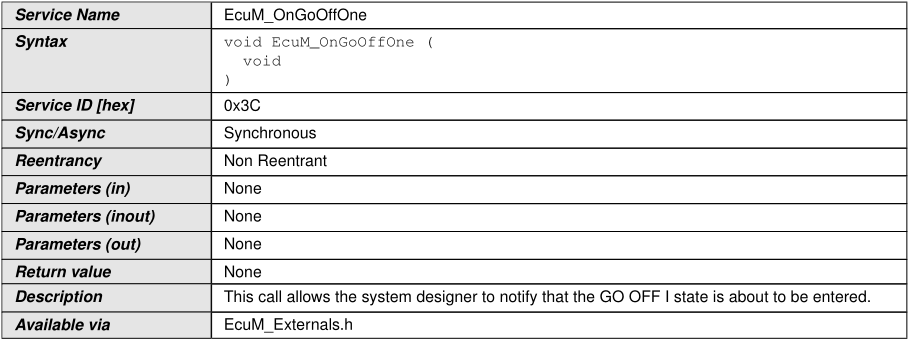 Service Name EcuM_OnGoOffOne
Syntax void EcuM_OnGoOffOne (
void
)
Service ID [hex] 0x3C
Sync/Async Synchronous
Reentrancy Non Reentrant
Parameters (in) None
Parameters (inout) None
Parameters (out) None
Return value None
Description This call allows the system designer to notify that the GO OFF I state is about to be entered.
Available via EcuM_Externals.h